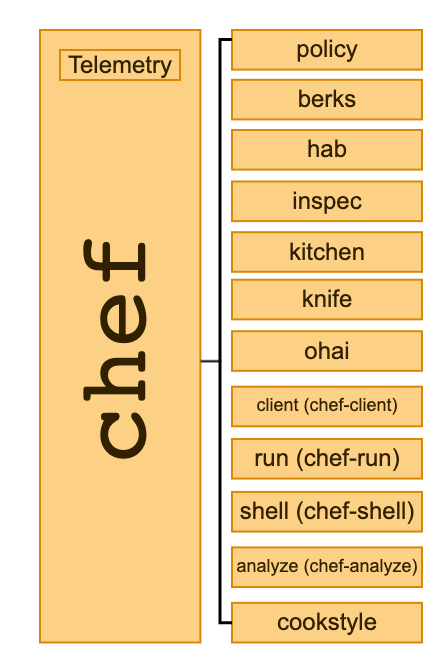 Telemetry
chef
policy
berks
hab
inspec
kitchen
knife
ohai
client (chef-client)
run (chef-run)
shell (chef-shell)
analyze (chef-analyze)
cookstyle